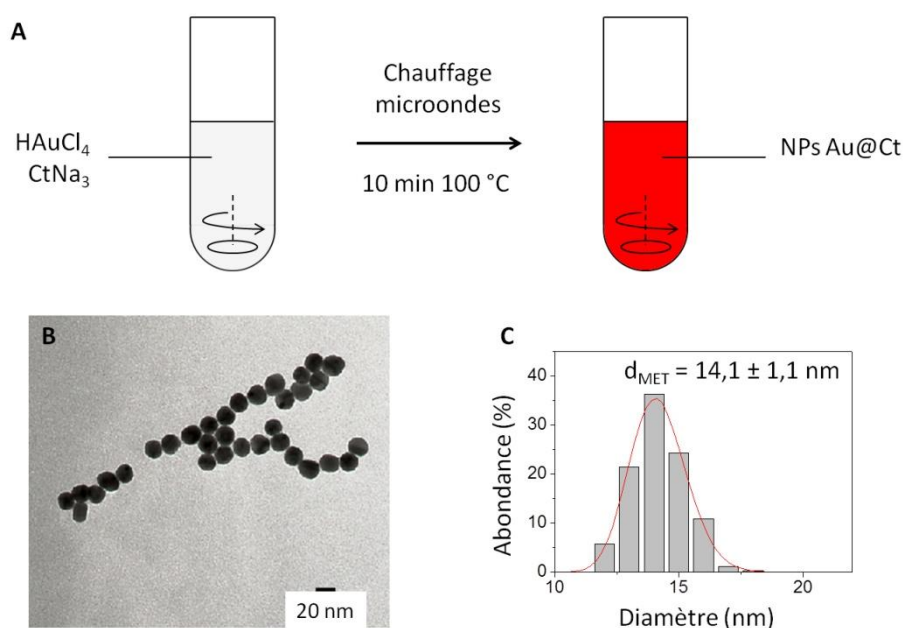 A
HAuCl₄
CtNa₃
Chauffage
microondes
10 min 100 °C
NPs Au@Ct
B
20 nm
C
d_MET = 14,1 ± 1,1 nm
Abondance (%)
40
30
20
10
0
10
15
20
Diamètre (nm)